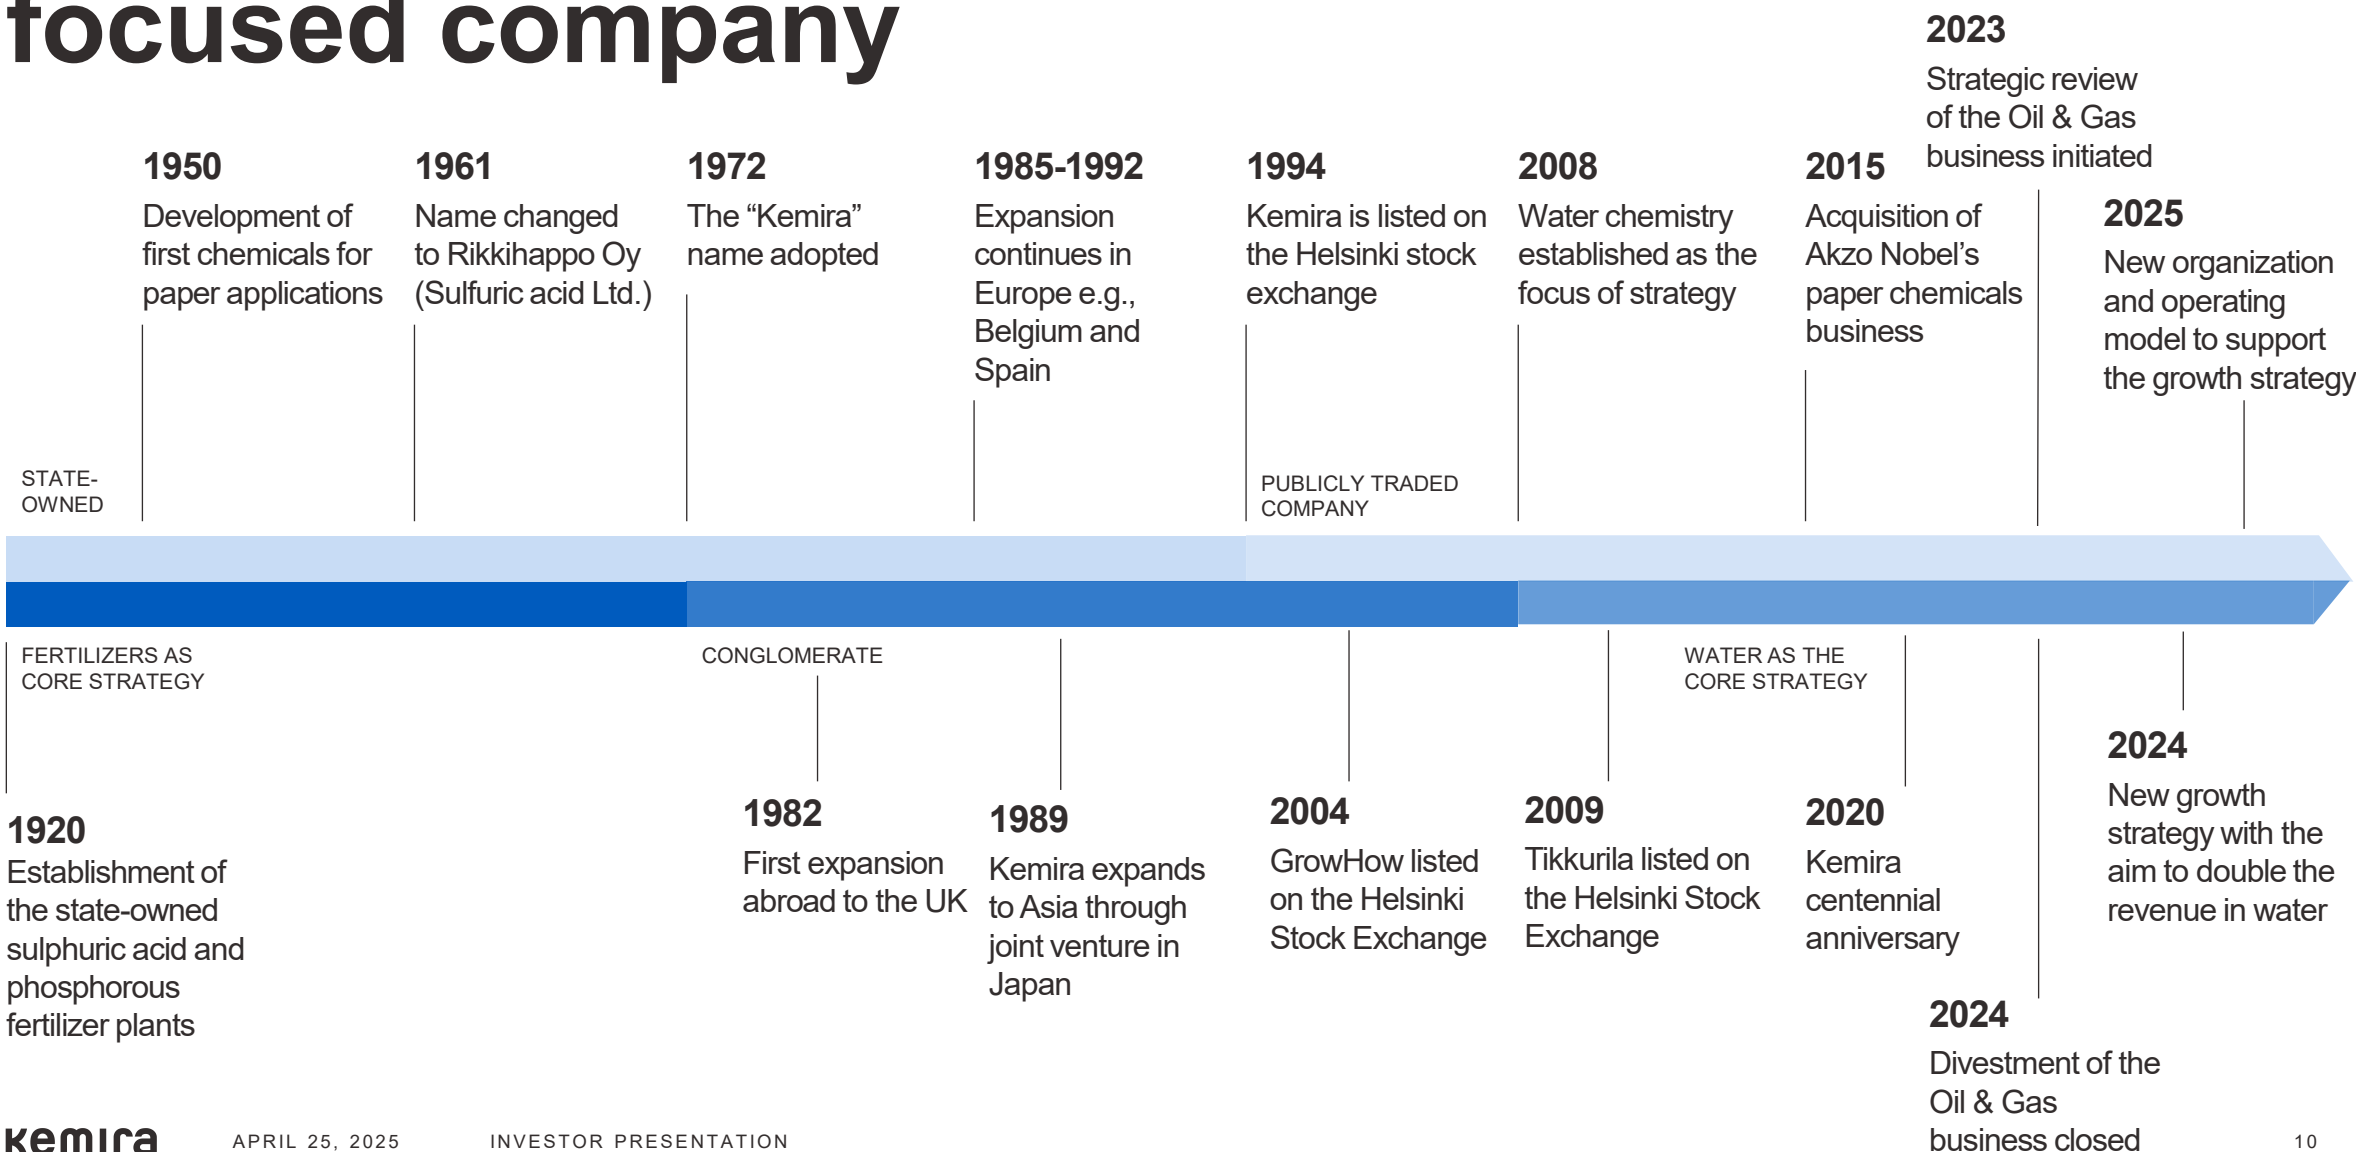 focused company
2023
Strategic review
of the Oil & Gas
business initiated
1950
Development of
first chemicals for
paper applications
1961
Name changed
to Rikkihappo Oy
(Sulfuric acid Ltd.)
1972
The “Kemira”
name adopted
1985-1992
Expansion
continues in
Europe e.g.,
Belgium and
Spain
1994
Kemira is listed on
the Helsinki stock
exchange
2008
Water chemistry
established as the
focus of strategy
2015
Acquisition of
Akzo Nobel’s
paper chemicals
business
2025
New organization
and operating
model to support
the growth strategy
STATE-
OWNED
PUBLICLY TRADED
COMPANY
FERTILIZERS AS
CORE STRATEGY
CONGLOMERATE
WATER AS THE
CORE STRATEGY
1920
Establishment of
the state-owned
sulphuric acid and
phosphorous
fertilizer plants
1982
First expansion
abroad to the UK
1989
Kemira expands
to Asia through
joint venture in
Japan
2004
GrowHow listed
on the Helsinki
Stock Exchange
2009
Tikkurila listed on
the Helsinki Stock
Exchange
2020
Kemira
centennial
anniversary
2024
New growth
strategy with the
aim to double the
revenue in water
2024
Divestment of the
Oil & Gas
business closed
kemira
APRIL 25, 2025
INVESTOR PRESENTATION
10